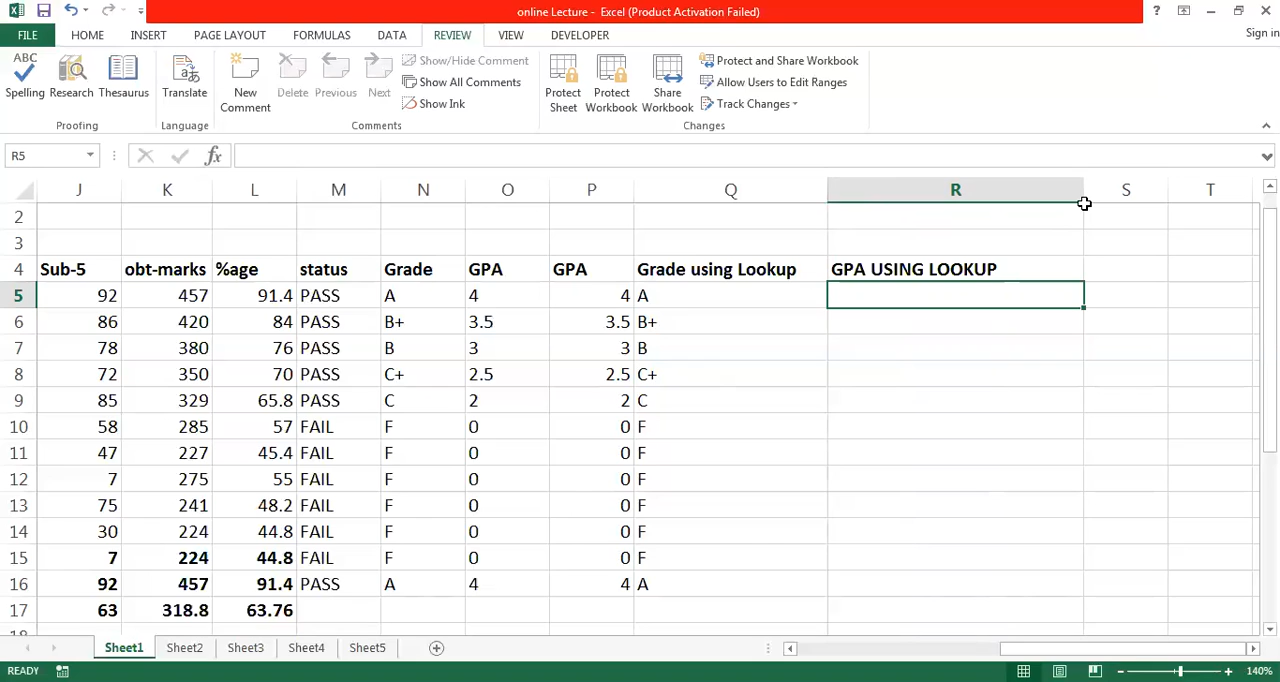 online Lecture - Excel (Product Activation Failed)
FILE HOME INSERT PAGE LAYOUT FORMULAS DATA REVIEW VIEW DEVELOPER Sign in
ABC
Spelling Research Thesaurus Translate New Comment Delete Previous Next
Show/Hide Comment
Show All Comments
Show Ink
Protect Sheet Protect Workbook Share Workbook
Protect and Share Workbook
Allow Users to Edit Ranges
Track Changes
Proofing Language Comments Changes
R5 fx
J K L M N O P Q R S T
2
3
4 Sub-5 obt-marks %age status Grade GPA GPA Grade using Lookup GPA USING LOOKUP
5 92 457 91.4 PASS A 4 4 A
6 86 420 84 PASS B+ 3.5 3.5 B+
7 78 380 76 PASS B 3 3 B
8 72 350 70 PASS C+ 2.5 2.5 C+
9 85 329 65.8 PASS C 2 2 C
10 58 285 57 FAIL F 0 0 F
11 47 227 45.4 FAIL F 0 0 F
12 7 275 55 FAIL F 0 0 F
13 75 241 48.2 FAIL F 0 0 F
14 30 224 44.8 FAIL F 0 0 F
15 7 224 44.8 FAIL F 0 0 F
16 92 457 91.4 PASS A 4 4 A
17 63 318.8 63.76
18
Sheet1 Sheet2 Sheet3 Sheet4 Sheet5
READY 140%